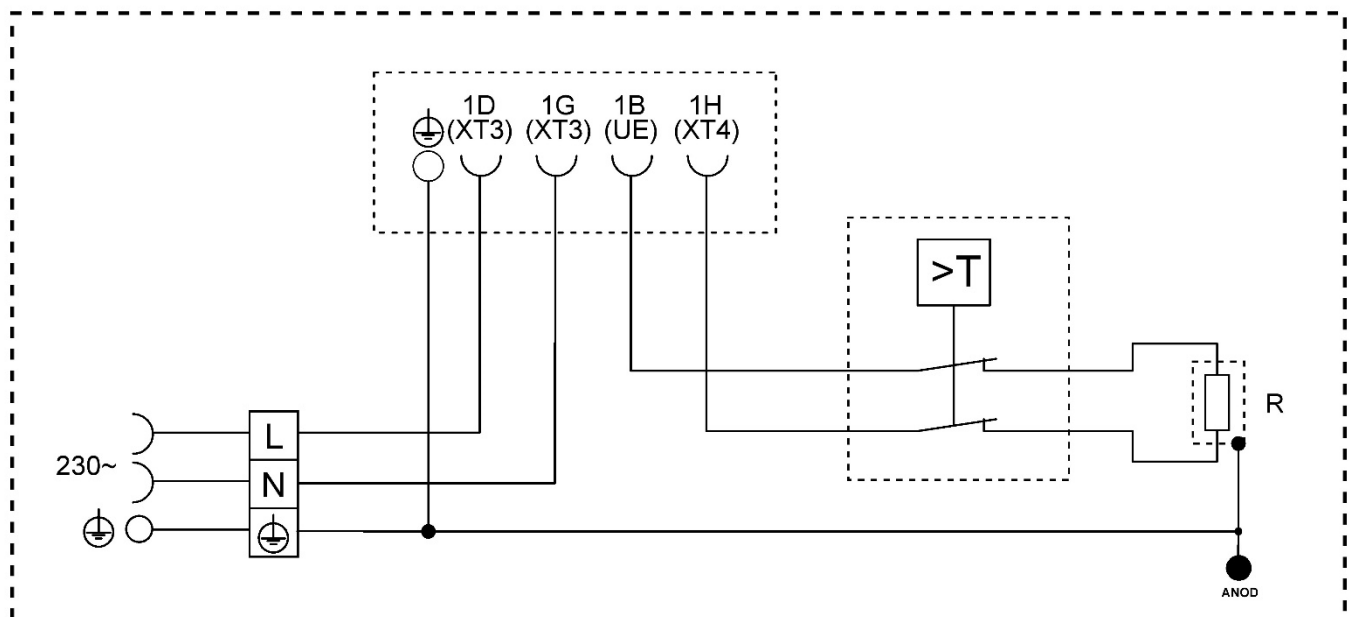 1D 1G 1B 1H
(XT3) (XT3) (UE) (XT4)
>T
R
L
230~
N
ANOD